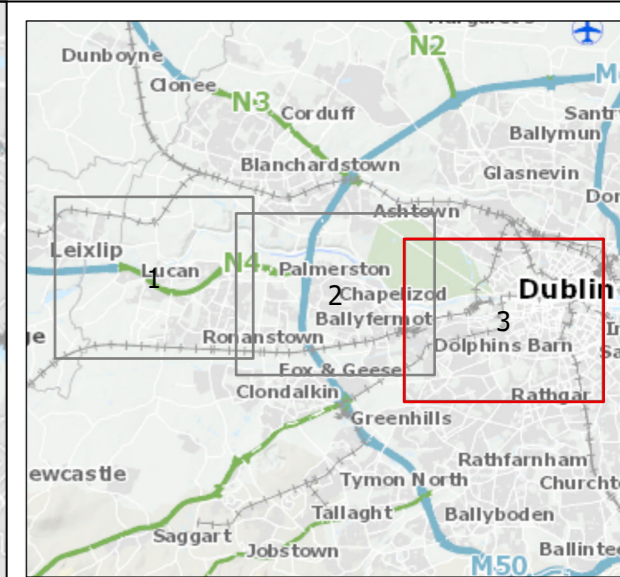 N2
Dunboyne
Clonee
N3
Corduff
Ballymun
Blanchardstown
Glasnevin
Ashtown
Leixlip
Lucan
1
N4
Palmerston
2
Chapelizod
Dublin
3
Ballyfermot
Ronanstown
Dolphins Barn
Fox & Geese
Clondalkin
Rathgar
Greenhills
Rathfarnham
ewcastle
Tymon North
Churcht
Tallaght
Ballyboden
Saggart
Jobstown
Ballintee
M50